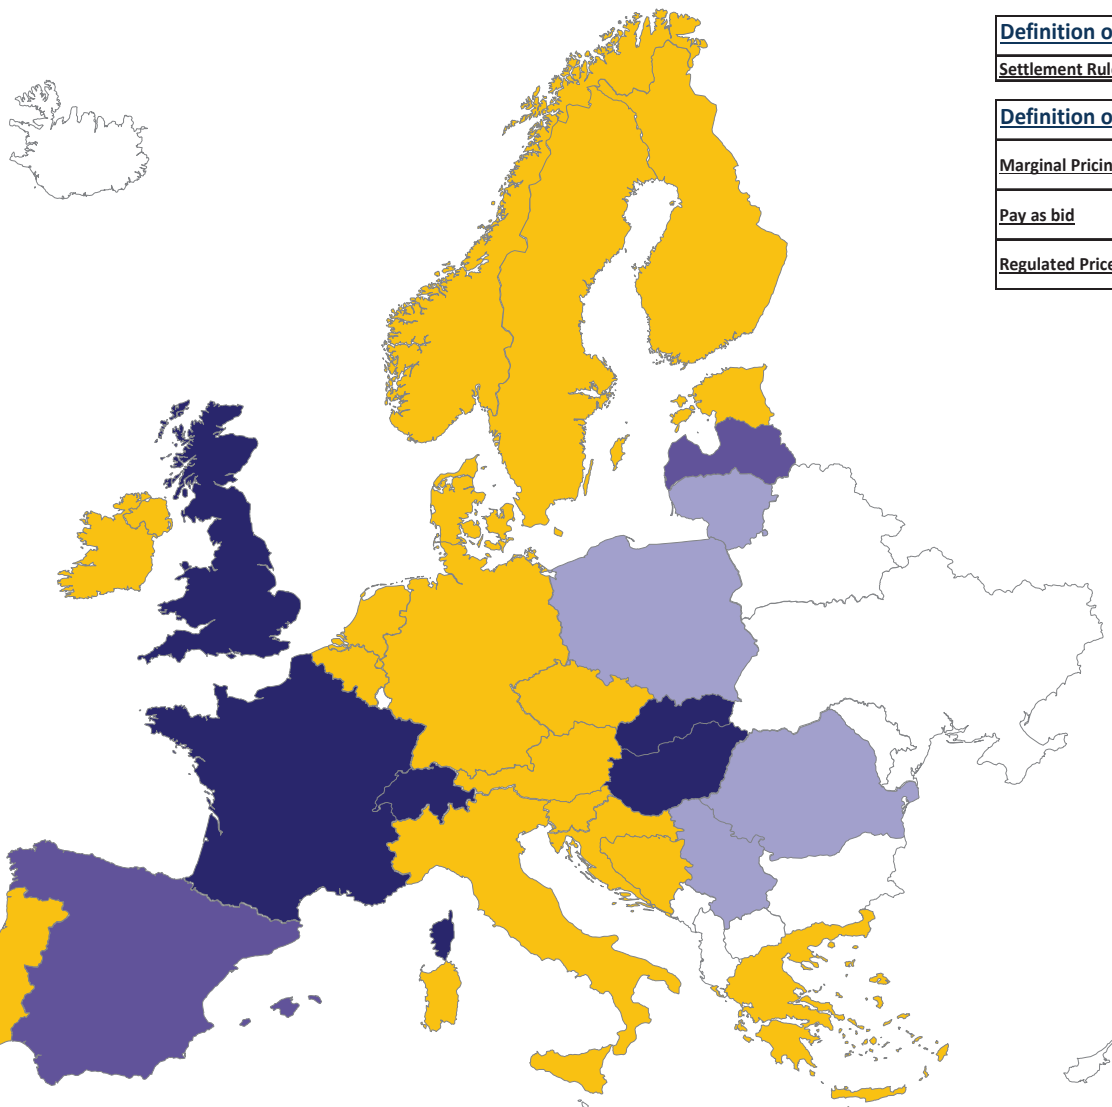 Definition o
Settlement Rul
Definition o
Marginal Pricin
Pay as bid
Regulated Price